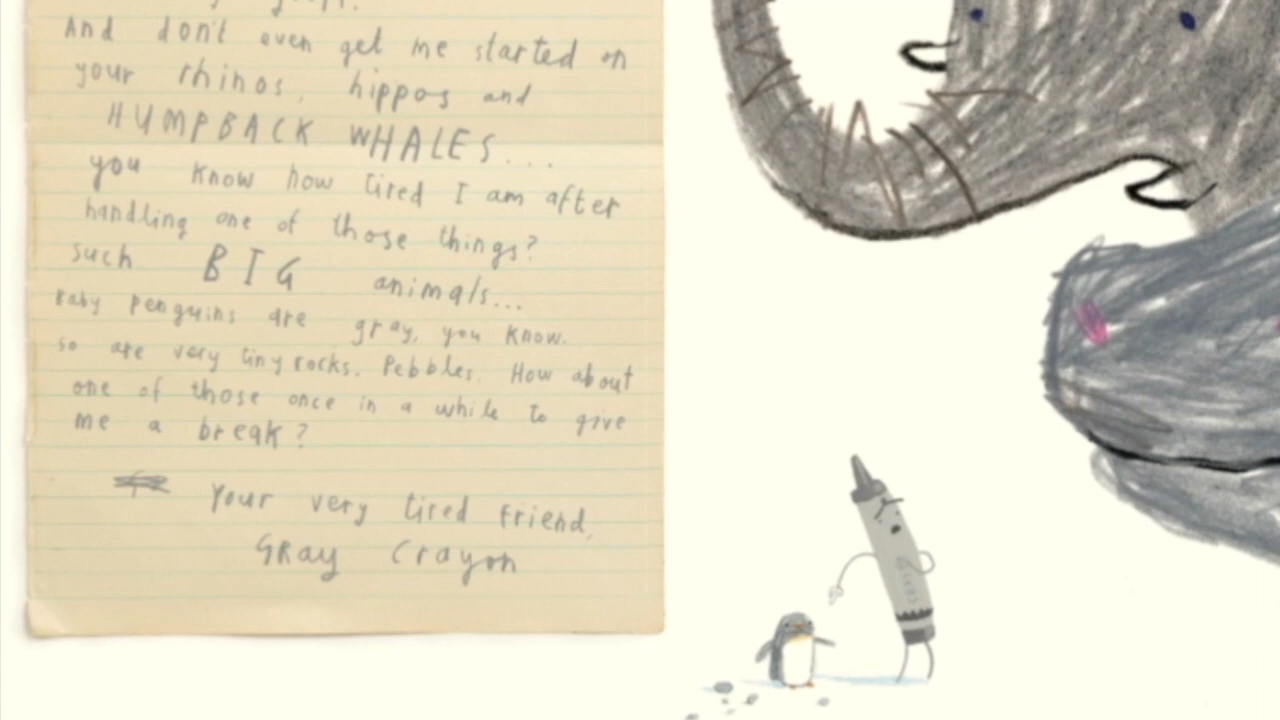 And don't even get me started on
your rhinos, hippos and
HUMPBACK WHALES...
you know how tired I am after
handling one of those things?
such BIG animals...
Baby penguins are gray, you know.
so are very tiny rocks. Pebbles. How about
one of those once in a while to give
me a break?
Your very tired friend,
Gray Crayon